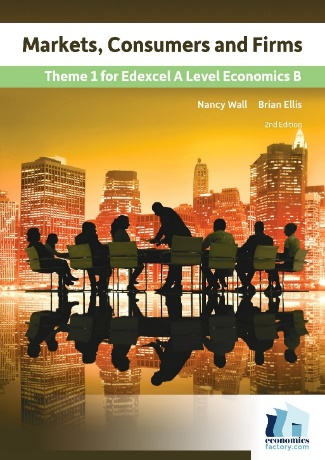 Markets, Consumers and Firms
Theme 1 for Edexcel A Level Economics B
Nancy Wall Brian Ellis
2nd Edition
economics
factory.com